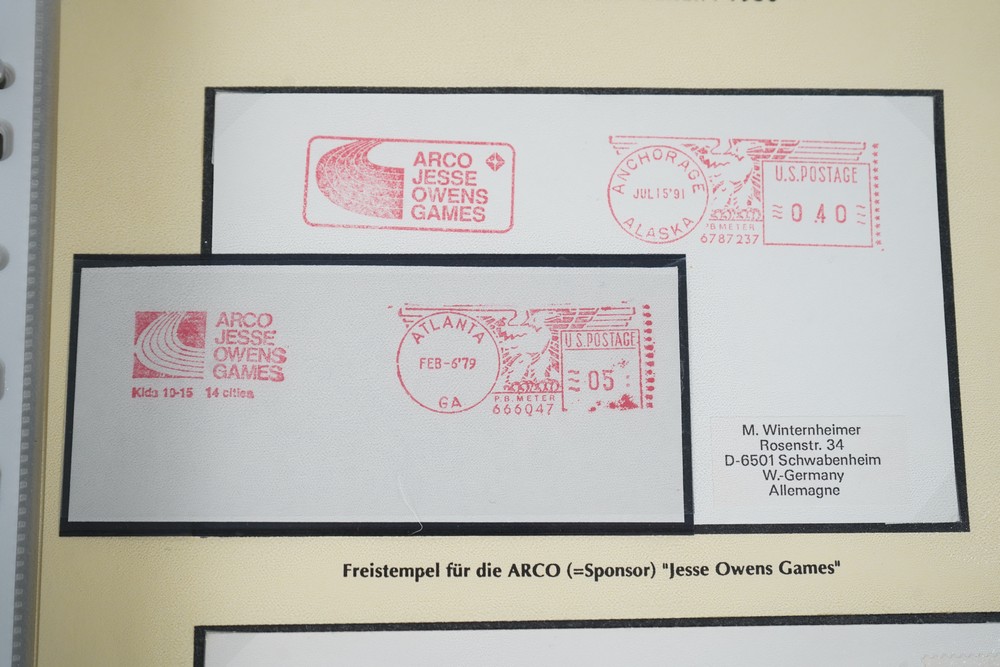 ARCO
JESSE
OWENS
GAMES
ANCHORAGE
JUL 15 '91
ALASKA
P.B. METER
6787237
U.S. POSTAGE
0.40
ARCO
JESSE
OWENS
GAMES
Kids 10-15 14 cities
ATLANTA
FEB-6'79
GA
P.B. METER
666047
U.S. POSTAGE
05
M. Winternheimer
Rosenstr. 34
D-6501 Schwabenheim
W.-Germany
Allemagne
Freistempel für die ARCO (=Sponsor) "Jesse Owens Games"